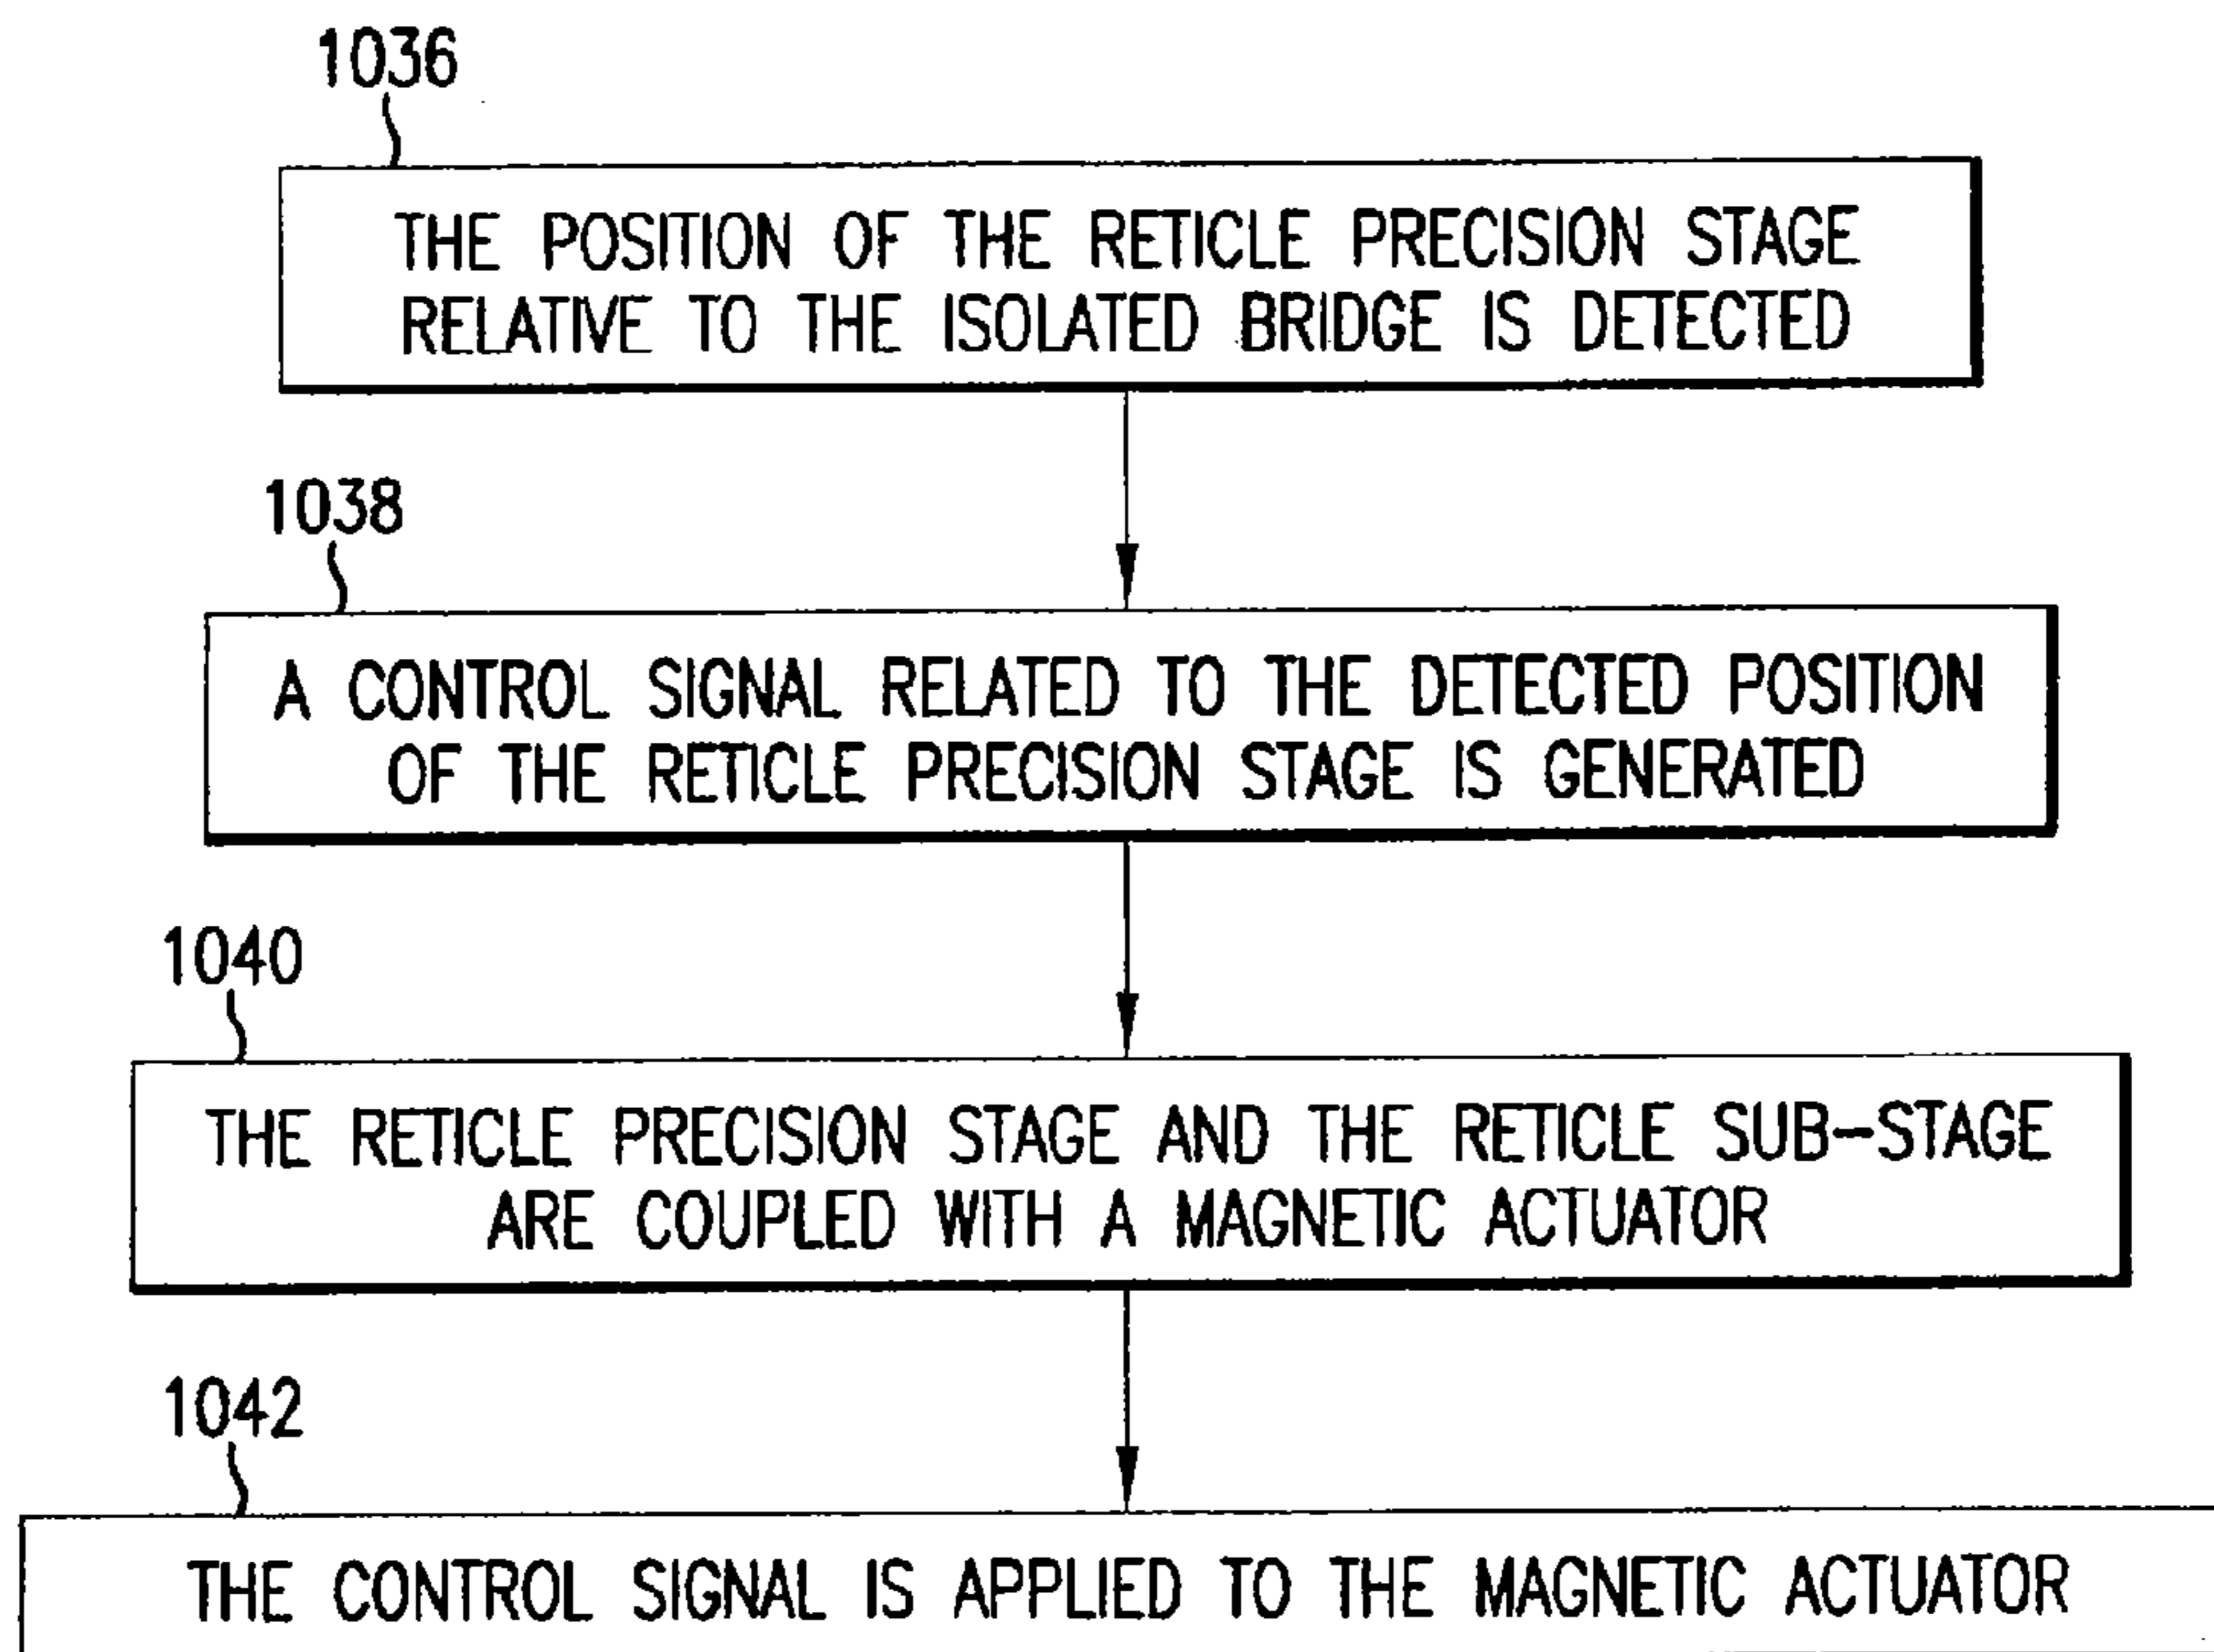 1036
THE POSITION OF THE RETICLE PRECISION STAGE
RELATIVE TO THE ISOLATED BRIDGE IS DETECTED
1038
A CONTROL SIGNAL RELATED TO THE DETECTED POSITION
OF THE RETICLE PRECISION STAGE IS GENERATED
1040
THE RETICLE PRECISION STAGE AND THE RETICLE SUB-STAGE
ARE COUPLED WITH A MAGNETIC ACTUATOR
1042
THE CONTROL SIGNAL IS APPLIED TO THE MAGNETIC ACTUATOR